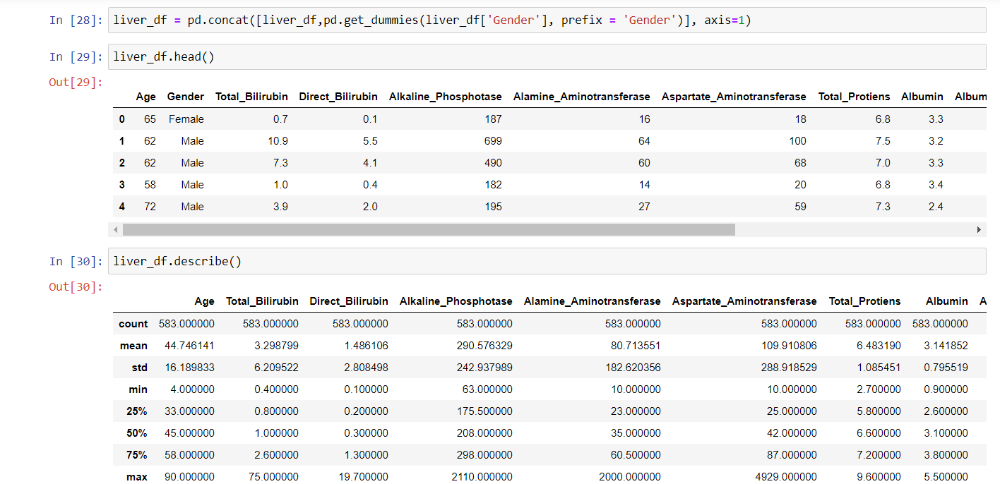 In [28]: liver_df = pd.concat([liver_df,pd.get_dummies(liver_df['Gender'], prefix = 'Gender')], axis=1)
In [29]: liver_df.head()
Out[29]:
Age Gender Total_Bilirubin Direct_Bilirubin Alkaline_Phosphotase Alamine_Aminotransferase Aspartate_Aminotransferase Total_Protiens Albumin Album
0 65 Female 0.7 0.1 187 16 18 6.8 3.3
1 62 Male 10.9 5.5 699 64 100 7.5 3.2
2 62 Male 7.3 4.1 490 60 68 7.0 3.3
3 58 Male 1.0 0.4 182 14 20 6.8 3.4
4 72 Male 3.9 2.0 195 27 59 7.3 2.4
In [30]: liver_df.describe()
Out[30]:
Age Total_Bilirubin Direct_Bilirubin Alkaline_Phosphotase Alamine_Aminotransferase Aspartate_Aminotransferase Total_Protiens Albumin A
count 583.000000 583.000000 583.000000 583.000000 583.000000 583.000000 583.000000 583.000000
mean 44.746141 3.298799 1.486106 290.576329 80.713551 109.910806 6.483190 3.141852
std 16.189833 6.209522 2.808498 242.937989 182.620356 288.918529 1.085451 0.795519
min 4.000000 0.400000 0.100000 63.000000 10.000000 10.000000 2.700000 0.900000
25% 33.000000 0.800000 0.200000 175.500000 23.000000 25.000000 5.800000 2.600000
50% 45.000000 1.000000 0.300000 208.000000 35.000000 42.000000 6.600000 3.100000
75% 58.000000 2.600000 1.300000 298.000000 60.500000 87.000000 7.200000 3.800000
max 90.000000 75.000000 19.700000 2110.000000 2000.000000 4929.000000 9.600000 5.500000